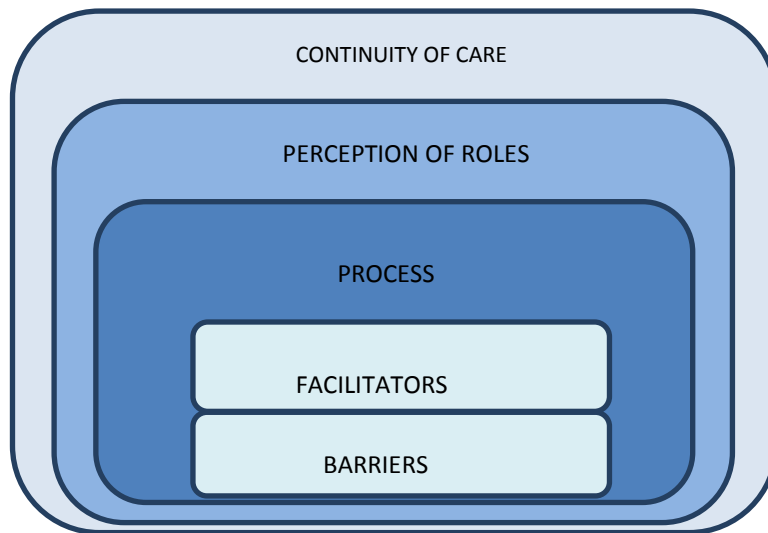 CONTINUITY OF CARE
PERCEPTION OF ROLES
PROCESS
FACILITATORS
BARRIERS